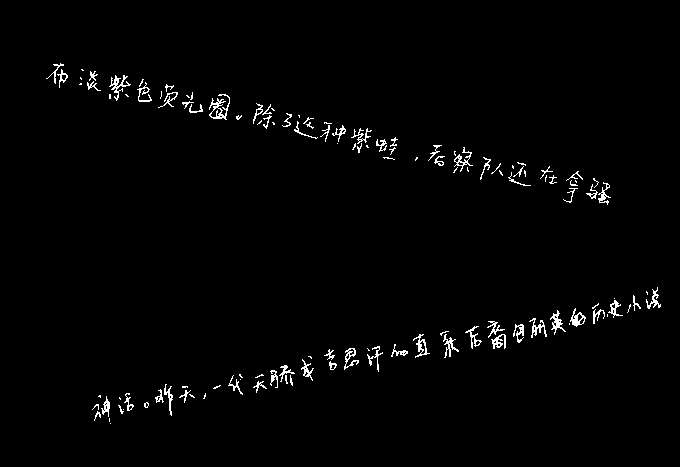 布淡紫色荧光圈。除了这种紫蛙，考察队还在拿骚
神话。昨天，一代天骄成吉思汗的直系后裔包丽英的历史小说